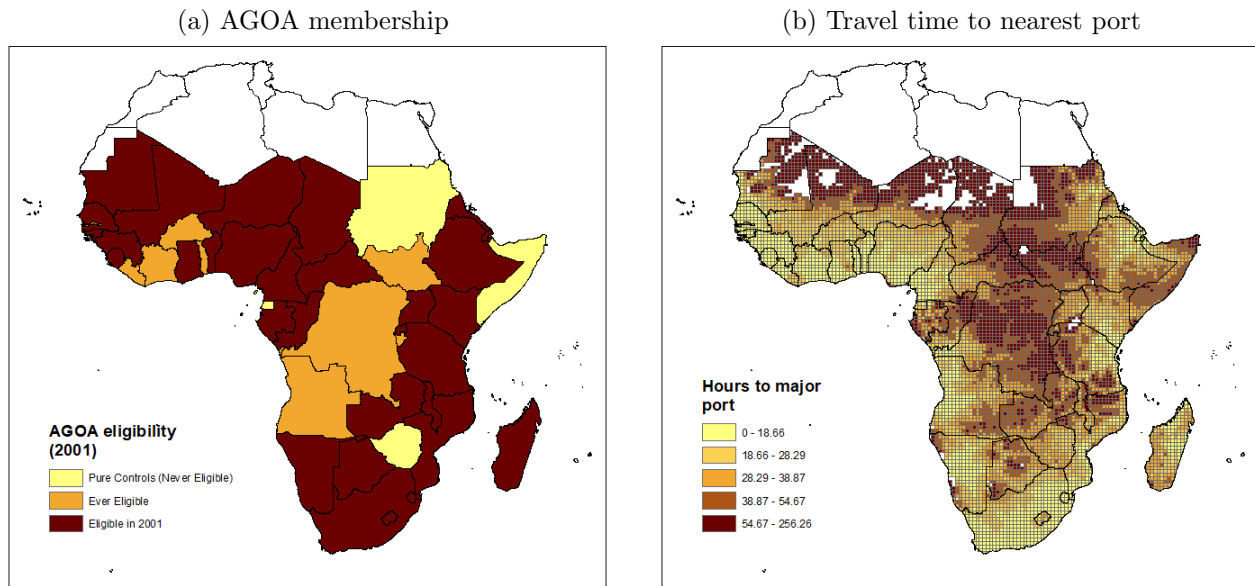 (a) AGOA membership
(b) Travel time to nearest port
AGOA eligibility
(2001)
Pure Controls (Never Eligible)
Ever Eligible
Eligible in 2001
Hours to major
port
0 - 18.66
18.66 - 28.29
28.29 - 38.87
38.87 - 54.67
54.67 - 256.26